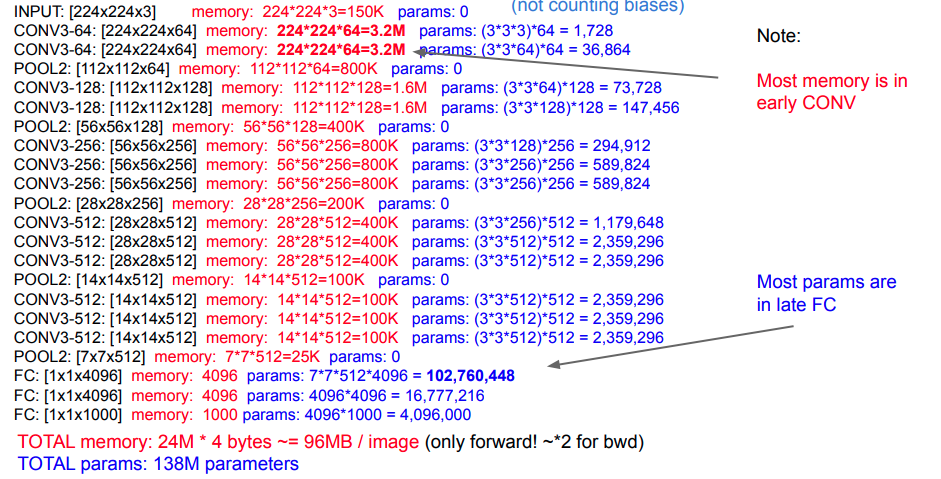 (not counting biases)
INPUT: [224x224x3] memory: 224*224*3=150K params: 0
CONV3-64: [224x224x64] memory: 224*224*64=3.2M params: (3*3*3)*64 = 1,728
CONV3-64: [224x224x64] memory: 224*224*64=3.2M params: (3*3*64)*64 = 36,864
POOL2: [112x112x64] memory: 112*112*64=800K params: 0
CONV3-128: [112x112x128] memory: 112*112*128=1.6M params: (3*3*64)*128 = 73,728
CONV3-128: [112x112x128] memory: 112*112*128=1.6M params: (3*3*128)*128 = 147,456
POOL2: [56x56x128] memory: 56*56*128=400K params: 0
CONV3-256: [56x56x256] memory: 56*56*256=800K params: (3*3*128)*256 = 294,912
CONV3-256: [56x56x256] memory: 56*56*256=800K params: (3*3*256)*256 = 589,824
CONV3-256: [56x56x256] memory: 56*56*256=800K params: (3*3*256)*256 = 589,824
POOL2: [28x28x256] memory: 28*28*256=200K params: 0
CONV3-512: [28x28x512] memory: 28*28*512=400K params: (3*3*256)*512 = 1,179,648
CONV3-512: [28x28x512] memory: 28*28*512=400K params: (3*3*512)*512 = 2,359,296
CONV3-512: [28x28x512] memory: 28*28*512=400K params: (3*3*512)*512 = 2,359,296
POOL2: [14x14x512] memory: 14*14*512=100K params: 0
CONV3-512: [14x14x512] memory: 14*14*512=100K params: (3*3*512)*512 = 2,359,296
CONV3-512: [14x14x512] memory: 14*14*512=100K params: (3*3*512)*512 = 2,359,296
CONV3-512: [14x14x512] memory: 14*14*512=100K params: (3*3*512)*512 = 2,359,296
POOL2: [7x7x512] memory: 7*7*512=25K params: 0
FC: [1x1x4096] memory: 4096 params: 7*7*512*4096 = 102,760,448
FC: [1x1x4096] memory: 4096 params: 4096*4096 = 16,777,216
FC: [1x1x1000] memory: 1000 params: 4096*1000 = 4,096,000
TOTAL memory: 24M * 4 bytes ~= 96MB / image (only forward! ~*2 for bwd)
TOTAL params: 138M parameters
Note:
Most memory is in
early CONV
Most params are
in late FC